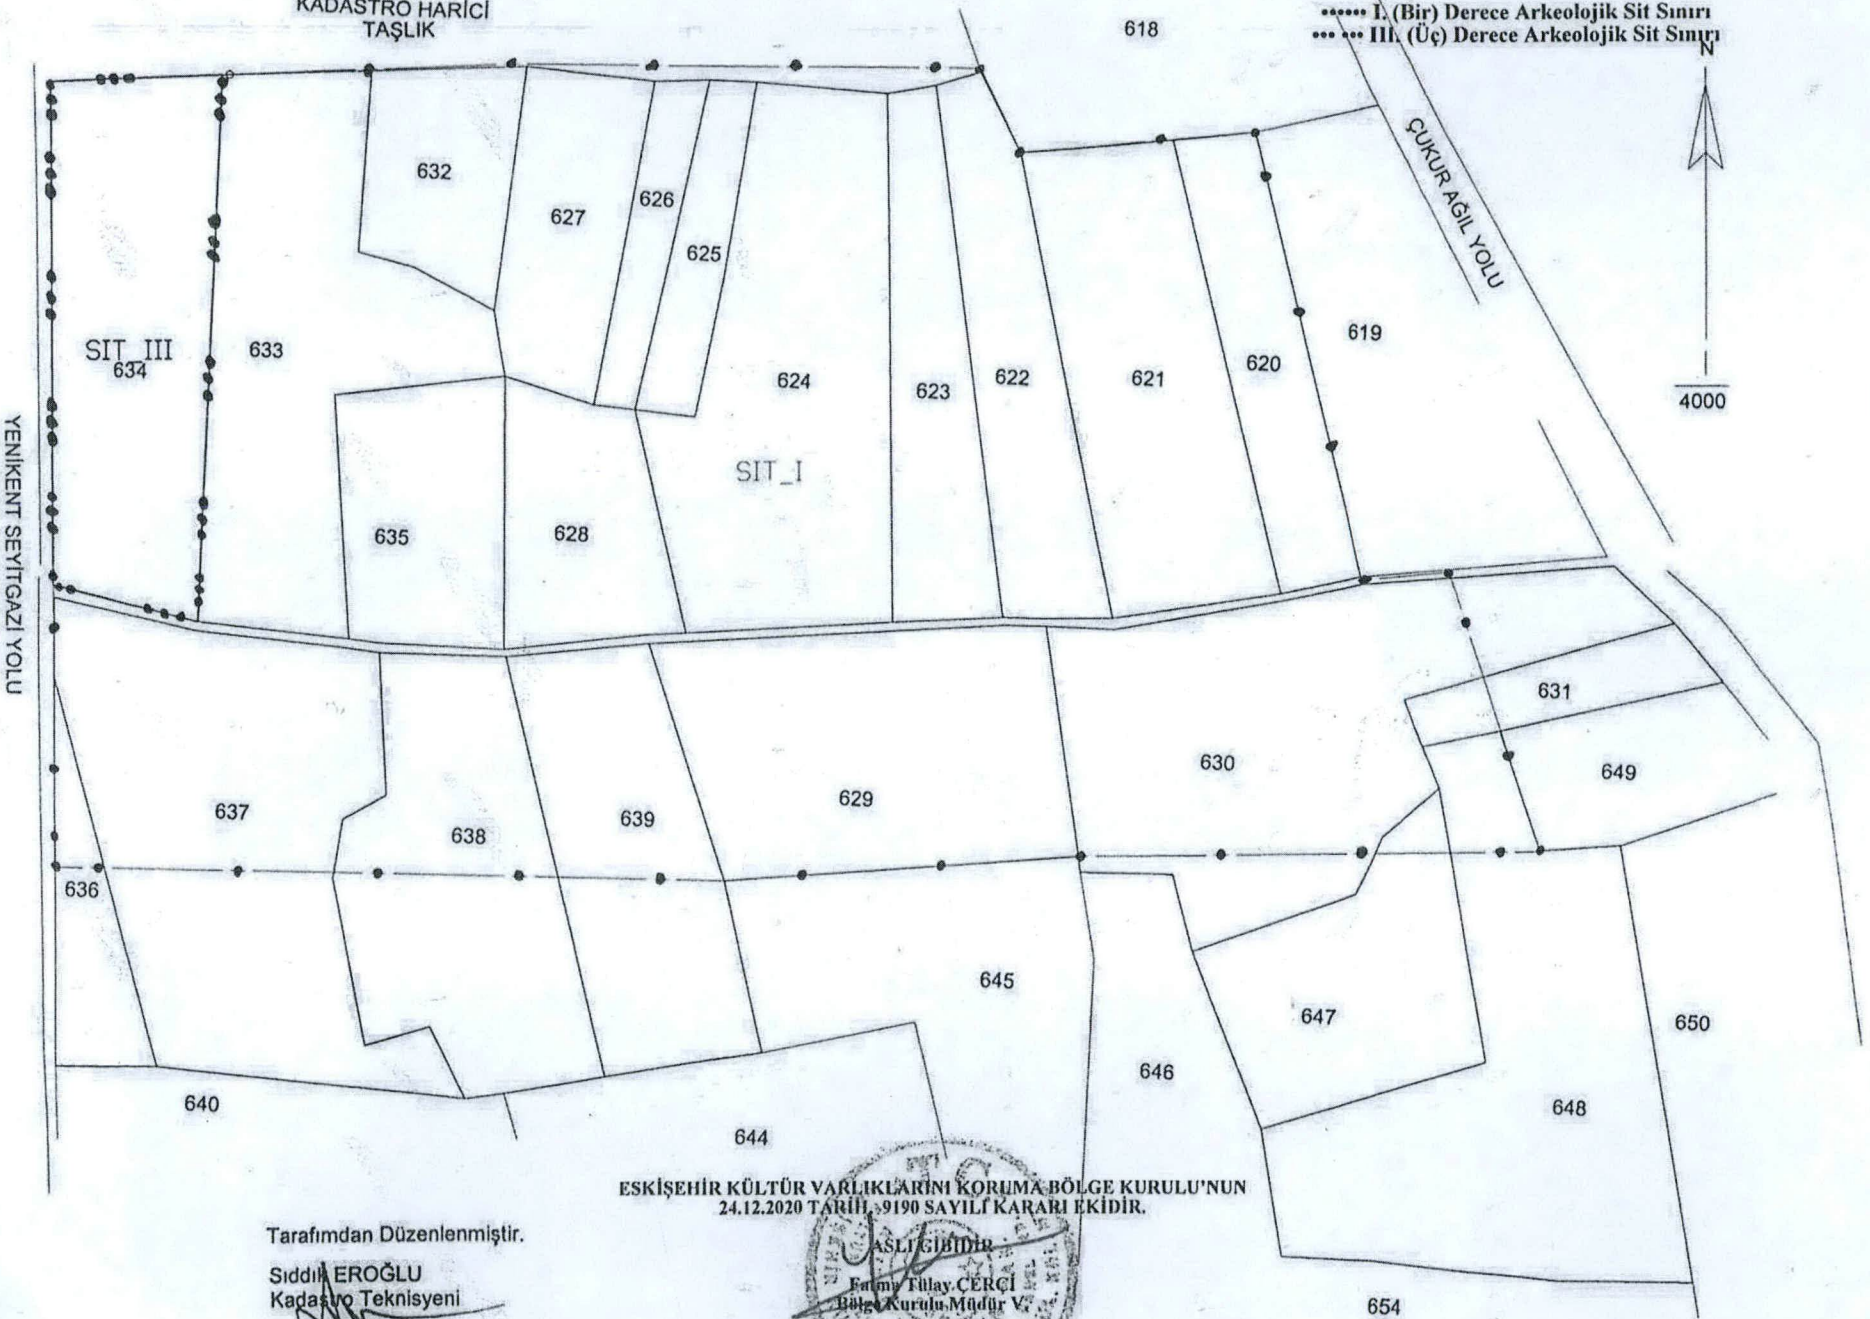 KADASTRO HARİCİ
TAŞLIK
I. (Bir) Derece Arkeolojik Sit Sınırı
III. (Üç) Derece Arkeolojik Sit Sınırı
N
4000
ÇUKUR AĞIL YOLU
YENİKENT SEYİTGAZİ YOLU
618
632
627
626
625
SIT_III
634
633
624
623
622
621
620
619
SIT_I
635
628
631
630
649
637
638
639
629
636
645
647
650
646
640
648
644
654
ESKİŞEHİR KÜLTÜR VARLIKLARINI KORUMA BÖLGE KURULU'NUN
24.12.2020 TARİH, 9190 SAYILI KARARI EKİDİR.
ASLI GİBİDİR
Fatma Tülay ÇERÇİ
Bölge Kurulu Müdür V.
T.C.
Tarafımdan Düzenlenmiştir.
Sıddık EROĞLU
Kadastro Teknisyeni